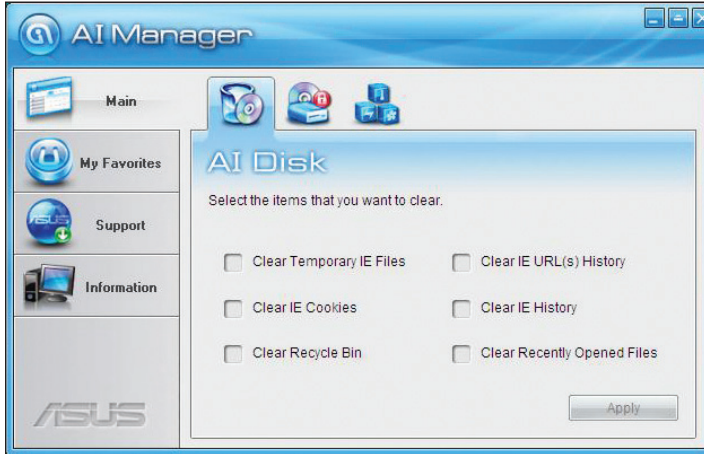 AI Manager
Main
My Favorites
Support
Information
ASUS
AI Disk
Select the items that you want to clear.
Clear Temporary IE Files
Clear IE URL(s) History
Clear IE Cookies
Clear IE History
Clear Recycle Bin
Clear Recently Opened Files
Apply
ASUS